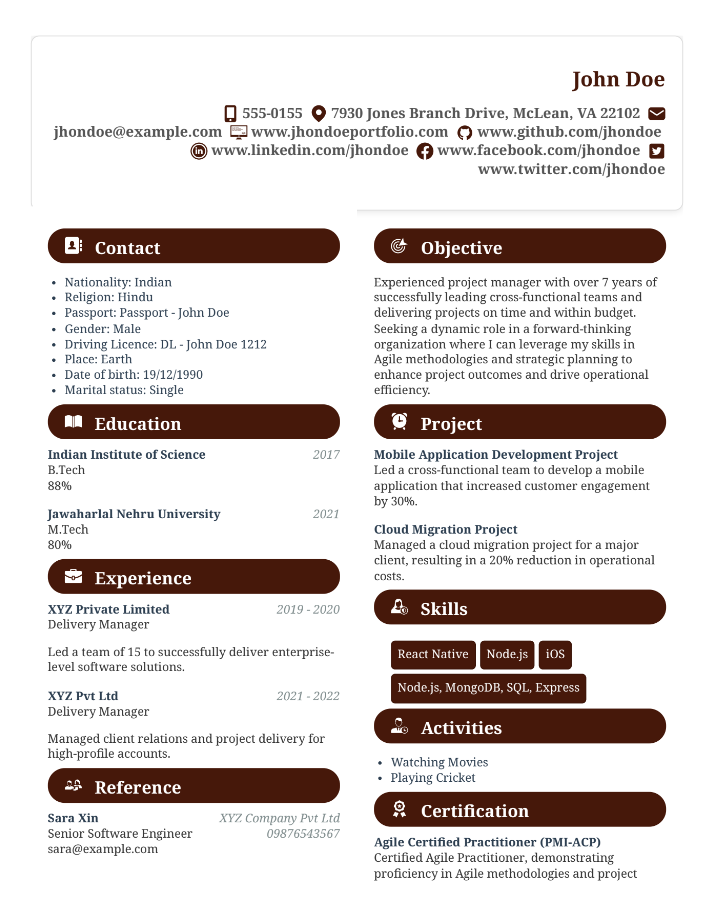 John Doe
555-0155 7930 Jones Branch Drive, McLean, VA 22102
jhondoe@example.com www.jhondoeportfolio.com www.github.com/jhondoe
www.linkedin.com/jhondoe www.facebook.com/jhondoe
www.twitter.com/jhondoe
Contact
• Nationality: Indian
• Religion: Hindu
• Passport: Passport - John Doe
• Gender: Male
• Driving Licence: DL - John Doe 1212
• Place: Earth
• Date of birth: 19/12/1990
• Marital status: Single
Education
Indian Institute of Science 2017
B.Tech
88%
Jawaharlal Nehru University 2021
M.Tech
80%
Experience
XYZ Private Limited 2019 - 2020
Delivery Manager
Led a team of 15 to successfully deliver enterprise-
level software solutions.
XYZ Pvt Ltd 2021 - 2022
Delivery Manager
Managed client relations and project delivery for
high-profile accounts.
Reference
Sara Xin XYZ Company Pvt Ltd
Senior Software Engineer 09876543567
sara@example.com
Objective
Experienced project manager with over 7 years of
successfully leading cross-functional teams and
delivering projects on time and within budget.
Seeking a dynamic role in a forward-thinking
organization where I can leverage my skills in
Agile methodologies and strategic planning to
enhance project outcomes and drive operational
efficiency.
Project
Mobile Application Development Project
Led a cross-functional team to develop a mobile
application that increased customer engagement
by 30%.
Cloud Migration Project
Managed a cloud migration project for a major
client, resulting in a 20% reduction in operational
costs.
Skills
React Native Node.js iOS
Node.js, MongoDB, SQL, Express
Activities
• Watching Movies
• Playing Cricket
Certification
Agile Certified Practitioner (PMI-ACP)
Certified Agile Practitioner, demonstrating
proficiency in Agile methodologies and project